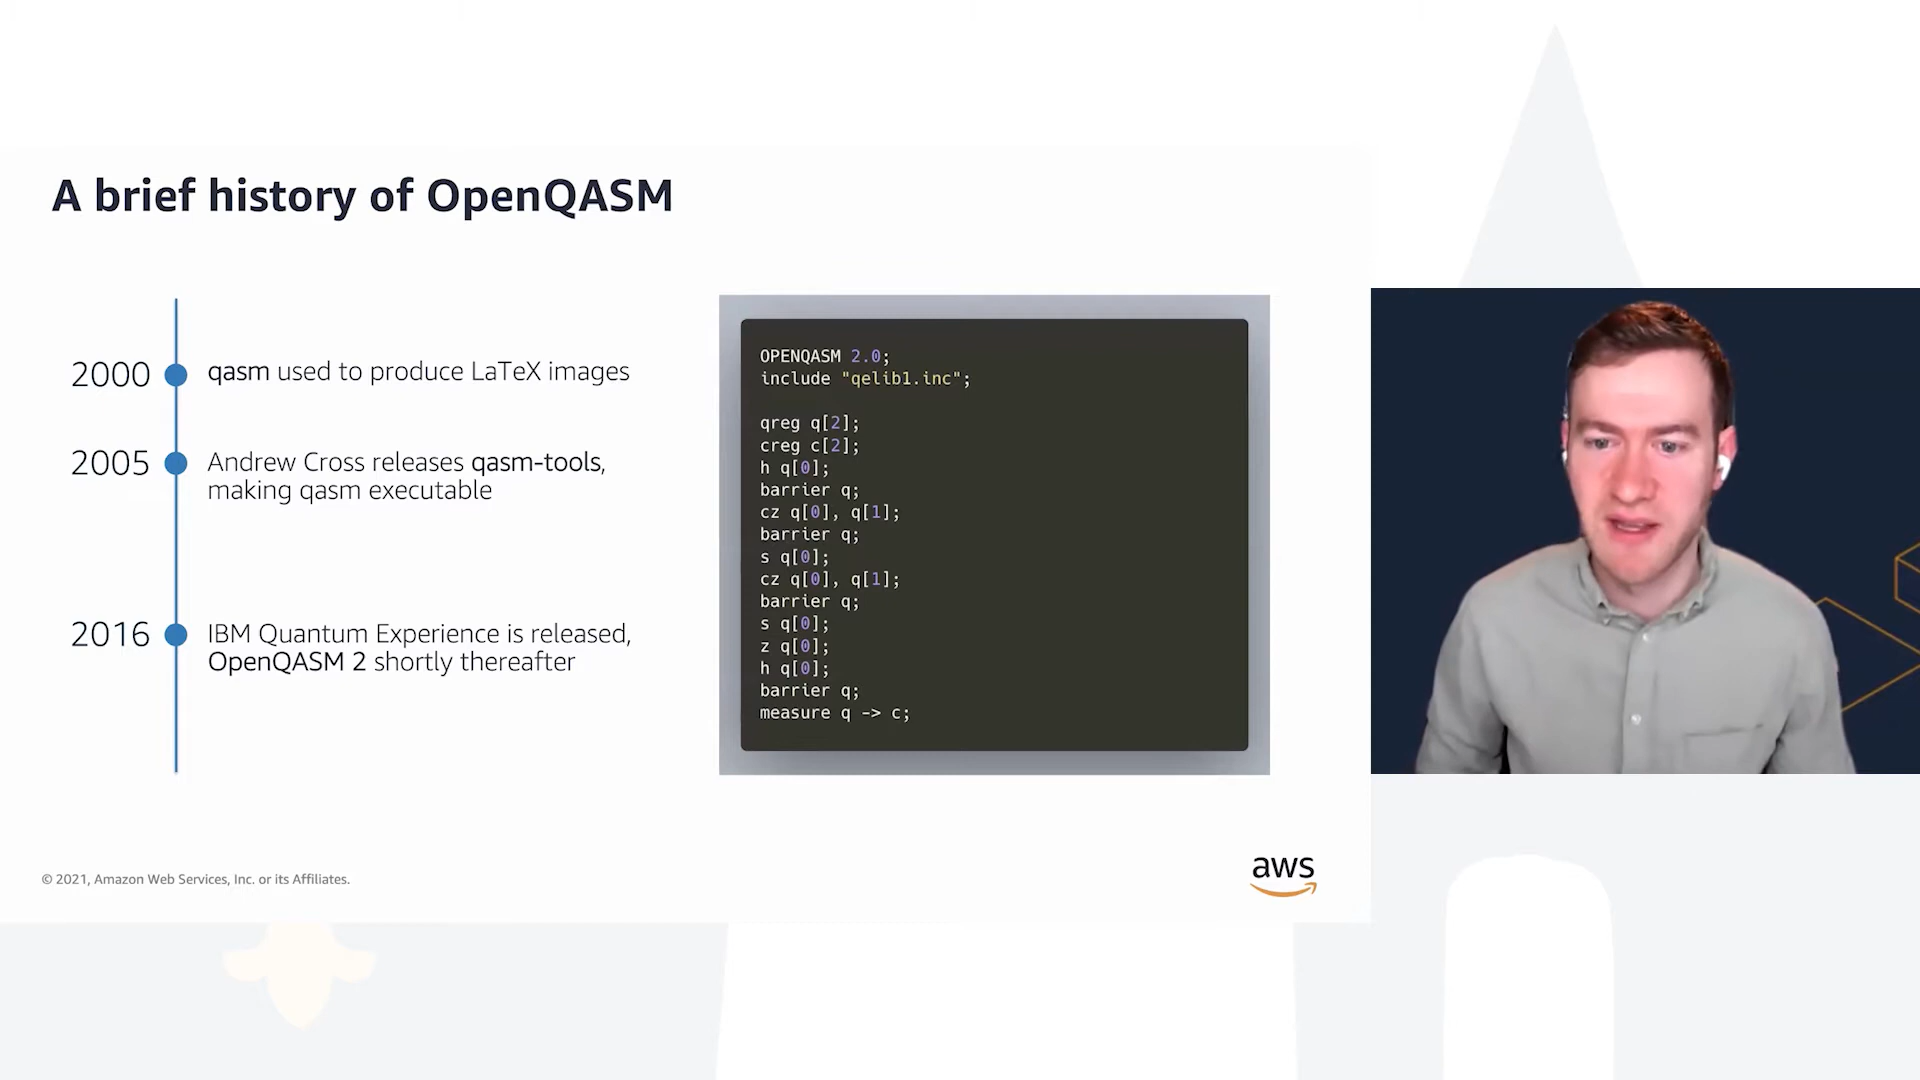 A brief history of OpenQASM
2000
qasm used to produce LaTeX images
2005
Andrew Cross releases qasm-tools,
making qasm executable
2016
IBM Quantum Experience is released,
OpenQASM 2 shortly thereafter
OPENQASM 2.0;
include "qelib1.inc";
qreg q[2];
creg c[2];
h q[0];
barrier q;
cz q[0], q[1];
barrier q;
s q[0];
cz q[0], q[1];
barrier q;
s q[0];
z q[0];
h q[0];
barrier q;
measure q -> c;
© 2021, Amazon Web Services, Inc. or its Affiliates.
aws